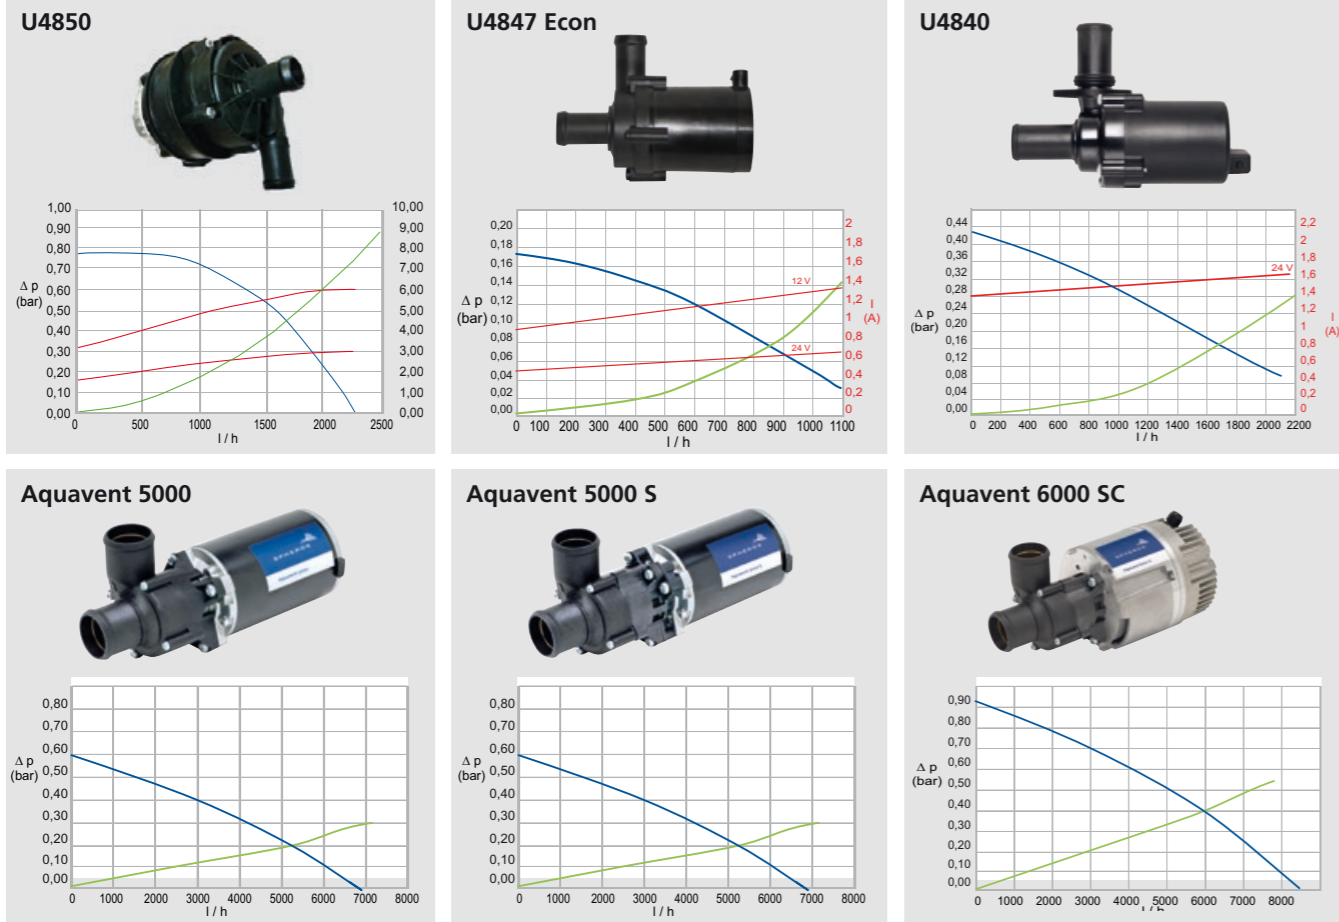 U4850
U4847 Econ
U4840
1,00
0,90
0,80
0,70
0,60
0,50
0,40
0,30
0,20
0,10
0,00
Δ p
(bar)
10,00
9,00
8,00
7,00
6,00
5,00
4,00
3,00
2,00
1,00
0,00
0 500 1000 1500 2000 2500
l / h
0,20
0,18
0,16
0,14
0,12
0,10
0,08
0,06
0,04
0,02
0,00
Δ p
(bar)
12 V
24 V
2
1,8
1,6
1,4
1,2
1
0,8
0,6
0,4
0,2
0
I
(A)
0 100 200 300 400 500 600 700 800 900 1000 1100
l / h
0,44
0,40
0,36
0,32
0,28
0,26
0,20
0,16
0,12
0,08
0,04
0,00
Δ p
(bar)
24 V
2,2
2
1,8
1,6
1,4
1,2
1
0,8
0,6
0,4
0,2
0
I
(A)
0 200 400 600 800 1000 1200 1400 1600 1800 2000 2200
l / h
Aquavent 5000
Aquavent 5000 S
Aquavent 6000 SC
SPHEROS
SPHEROS
SPHEROS
0,80
0,70
0,60
0,50
0,40
0,30
0,20
0,10
0,00
Δ p
(bar)
0 1000 2000 3000 4000 5000 6000 7000 8000
l / h
0,80
0,70
0,60
0,50
0,40
0,30
0,20
0,10
0,00
Δ p
(bar)
0 1000 2000 3000 4000 5000 6000 7000 8000
l / h
0,90
0,80
0,70
0,60
0,50
0,40
0,30
0,20
0,10
0,00
Δ p
(bar)
0 1000 2000 3000 4000 5000 6000 7000 8000
l / h